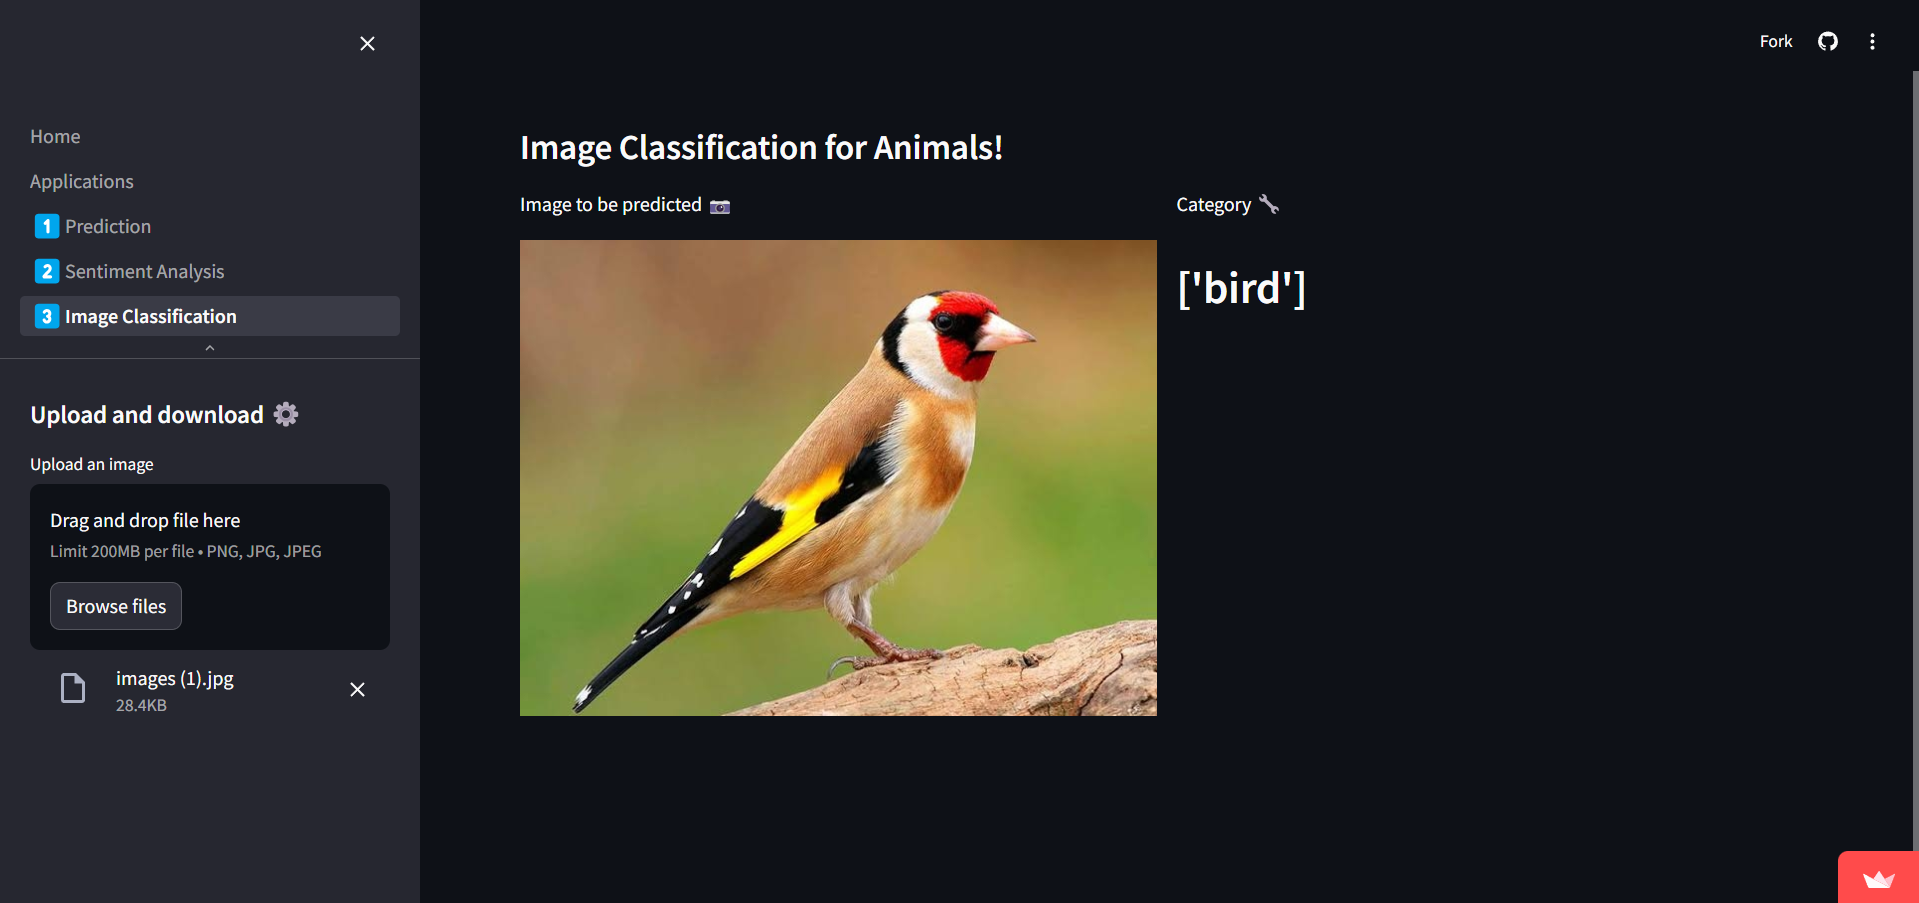 Fork
Home
Applications
1 Prediction
2 Sentiment Analysis
3 Image Classification
Upload and download
Upload an image
Drag and drop file here
Limit 200MB per file • PNG, JPG, JPEG
Browse files
images (1).jpg
28.4KB
Image Classification for Animals!
Image to be predicted
Category
['bird']